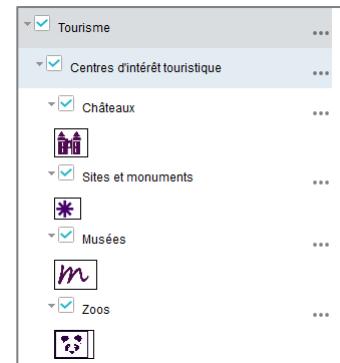 Tourisme
Centres d'intérêt touristique
Châteaux
Sites et monuments
Musées
m
Zoos